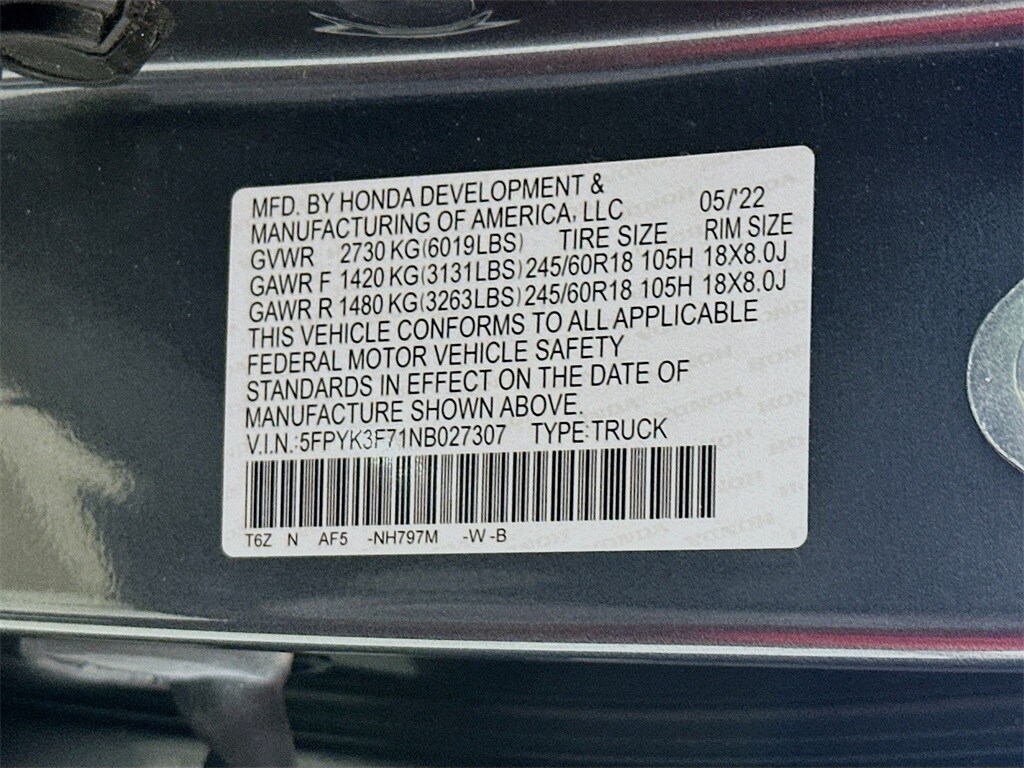 MFD. BY HONDA DEVELOPMENT &
MANUFACTURING OF AMERICA, LLC 05/'22
GVWR 2730 KG(6019LBS) TIRE SIZE RIM SIZE
GAWR F 1420 KG(3131LBS) 245/60R18 105H 18X8.0J
GAWR R 1480 KG(3263LBS) 245/60R18 105H 18X8.0J
THIS VEHICLE CONFORMS TO ALL APPLICABLE
FEDERAL MOTOR VEHICLE SAFETY
STANDARDS IN EFFECT ON THE DATE OF
MANUFACTURE SHOWN ABOVE.
V.I.N.:5FPYK3F71NB027307 TYPE:TRUCK
T6Z N AF5 -NH797M -W -B